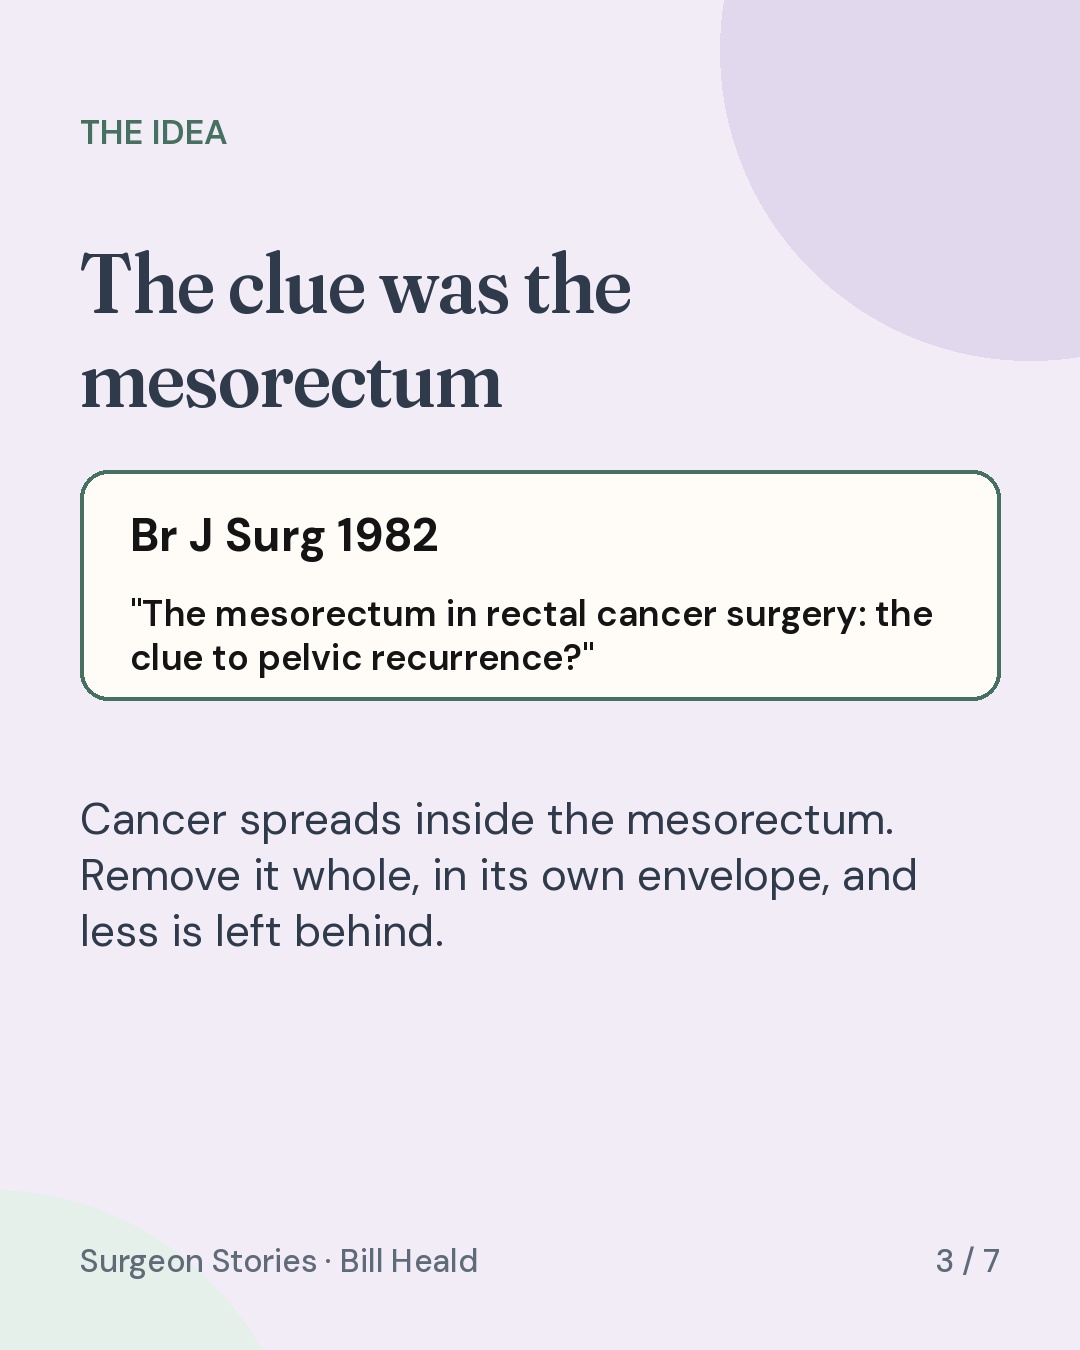 THE IDEA
The clue was the
mesorectum
Br J Surg 1982
"The mesorectum in rectal cancer surgery: the
clue to pelvic recurrence?"
Cancer spreads inside the mesorectum.
Remove it whole, in its own envelope, and
less is left behind.
Surgeon Stories · Bill Heald
3 / 7